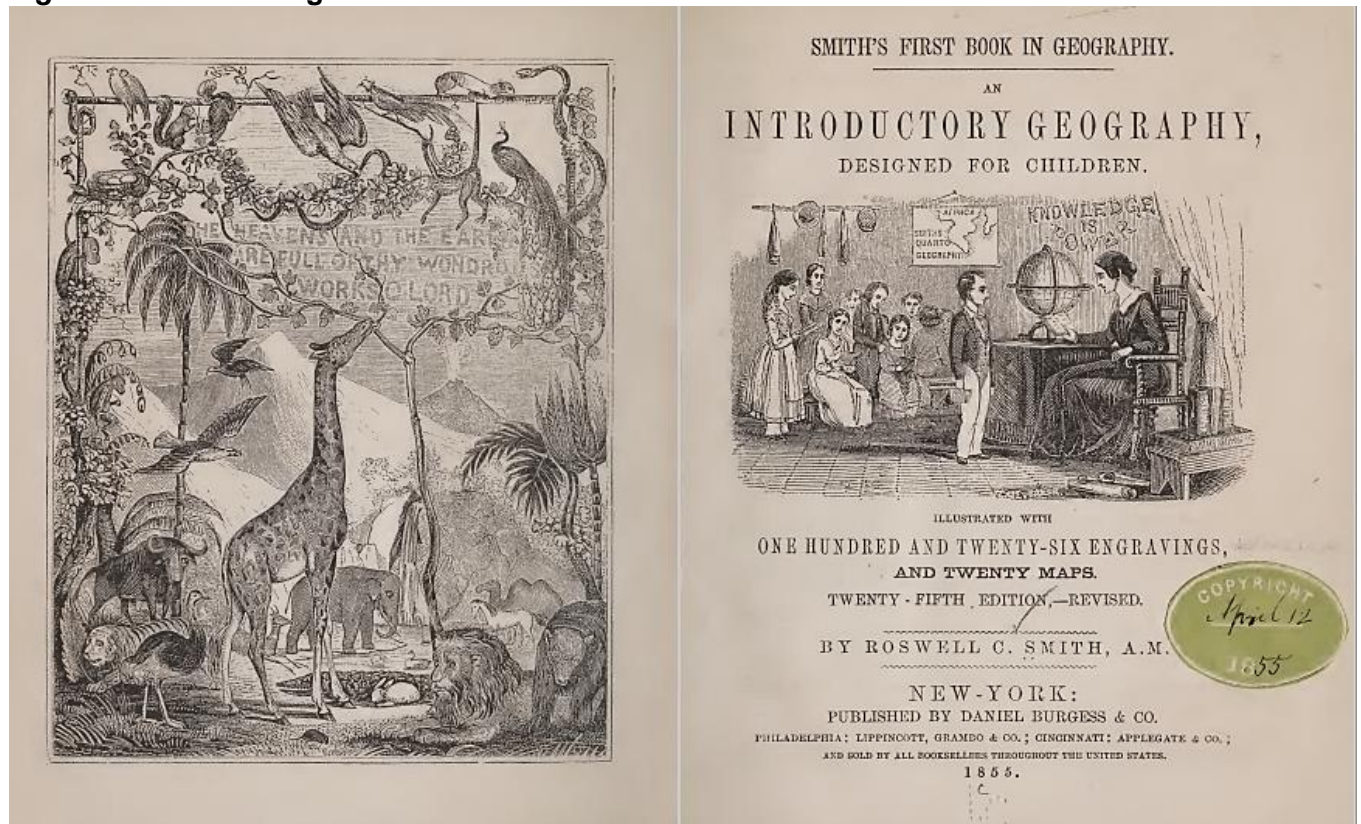 THE HEAVENS AND THE EARTH
ARE FULL OF THY WONDRO
WORKS O LORD
SMITH'S FIRST BOOK IN GEOGRAPHY.
AN
INTRODUCTORY GEOGRAPHY,
DESIGNED FOR CHILDREN.
AFRICA
SMITHS
QUARTO
GEOGRAPHY
KNOWLEDGE
IS
POWER
ILLUSTRATED WITH
ONE HUNDRED AND TWENTY-SIX ENGRAVINGS,
AND TWENTY MAPS.
TWENTY-FIFTH EDITION,—REVISED.
BY ROSWELL C. SMITH, A.M.
COPYRIGHT
April 12
1855
NEW-YORK:
PUBLISHED BY DANIEL BURGESS & CO.
PHILADELPHIA: LIPPINCOTT, GRAMBO & CO.; CINCINNATI: APPLEGATE & CO.;
AND SOLD BY ALL BOOKSELLERS THROUGHOUT THE UNITED STATES.
1855.